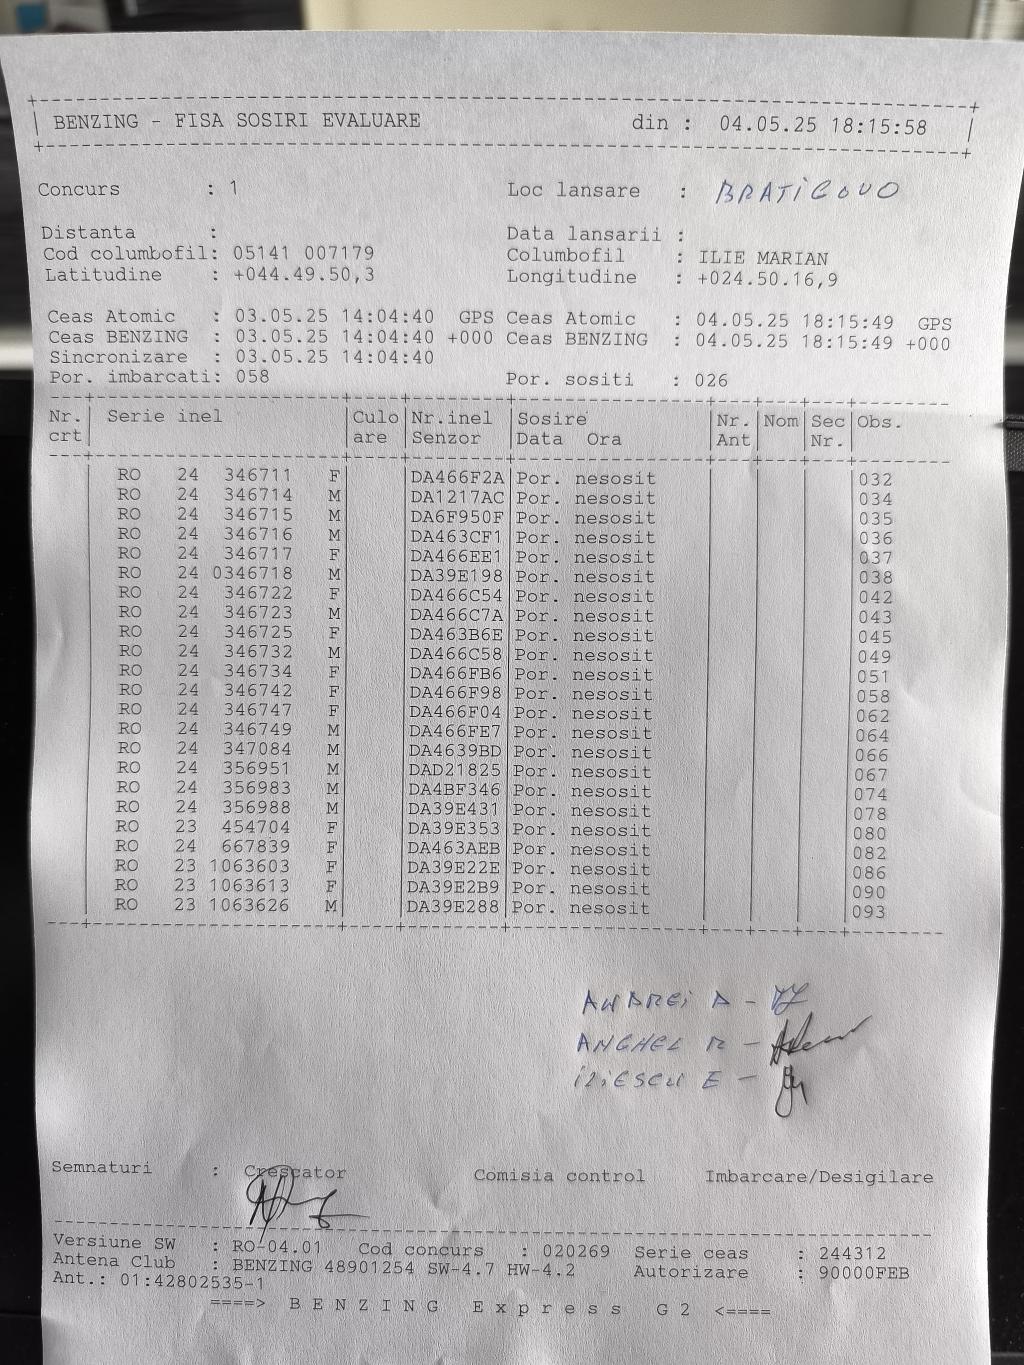 BENZING - FISA SOSIRI EVALUARE din : 04.05.25 18:15:58
Concurs : 1 Loc lansare : BRATIGOVO
Distanta : Data lansarii :
Cod columbofil: 05141 007179 Columbofil : ILIE MARIAN
Latitudine : +044.49.50,3 Longitudine : +024.50.16,9
Ceas Atomic : 03.05.25 14:04:40 GPS Ceas Atomic : 04.05.25 18:15:49 GPS
Ceas BENZING : 03.05.25 14:04:40 +000 Ceas BENZING : 04.05.25 18:15:49 +000
Sincronizare : 03.05.25 14:04:40
Por. imbarcati: 058 Por. sositi : 026
Nr. Serie inel Culo Nr.inel Sosire Nr. Nom Sec Obs.
crt are Senzor Data Ora Ant Nr.
RO 24 346711 F DA466F2A Por. nesosit 032
RO 24 346714 M DA1217AC Por. nesosit 034
RO 24 346715 M DA6F950F Por. nesosit 035
RO 24 346716 M DA463CF1 Por. nesosit 036
RO 24 346717 F DA466EE1 Por. nesosit 037
RO 24 0346718 M DA39E198 Por. nesosit 038
RO 24 346722 F DA466C54 Por. nesosit 042
RO 24 346723 M DA466C7A Por. nesosit 043
RO 24 346725 F DA463B6E Por. nesosit 045
RO 24 346732 M DA466C58 Por. nesosit 049
RO 24 346734 F DA466FB6 Por. nesosit 051
RO 24 346742 F DA466F98 Por. nesosit 058
RO 24 346747 F DA466F04 Por. nesosit 062
RO 24 346749 M DA466FE7 Por. nesosit 064
RO 24 347084 M DA4639BD Por. nesosit 066
RO 24 356951 M DAD21825 Por. nesosit 067
RO 24 356983 M DA4BF346 Por. nesosit 074
RO 24 356988 M DA39E431 Por. nesosit 078
RO 23 454704 F DA39E353 Por. nesosit 080
RO 24 667839 F DA463AEB Por. nesosit 082
RO 23 1063603 F DA39E22E Por. nesosit 086
RO 23 1063613 F DA39E2B9 Por. nesosit 090
RO 23 1063626 M DA39E288 Por. nesosit 093
ANDREI A -
ANGHEL R -
ILIESCU E -
Semnaturi : Crescator Comisia control Imbarcare/Desigilare
Versiune SW : RO-04.01 Cod concurs : 020269 Serie ceas : 244312
Antena Club : BENZING 48901254 SW-4.7 HW-4.2 Autorizare : 90000FEB
Ant.: 01:42802535-1
====> B E N Z I N G E x p r e s s G 2 <====